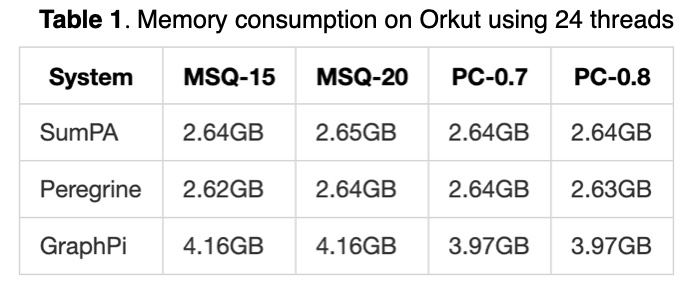 Table 1. Memory consumption on Orkut using 24 threads
System MSQ-15 MSQ-20 PC-0.7 PC-0.8
SumPA 2.64GB 2.65GB 2.64GB 2.64GB
Peregrine 2.62GB 2.64GB 2.64GB 2.63GB
GraphPi 4.16GB 4.16GB 3.97GB 3.97GB